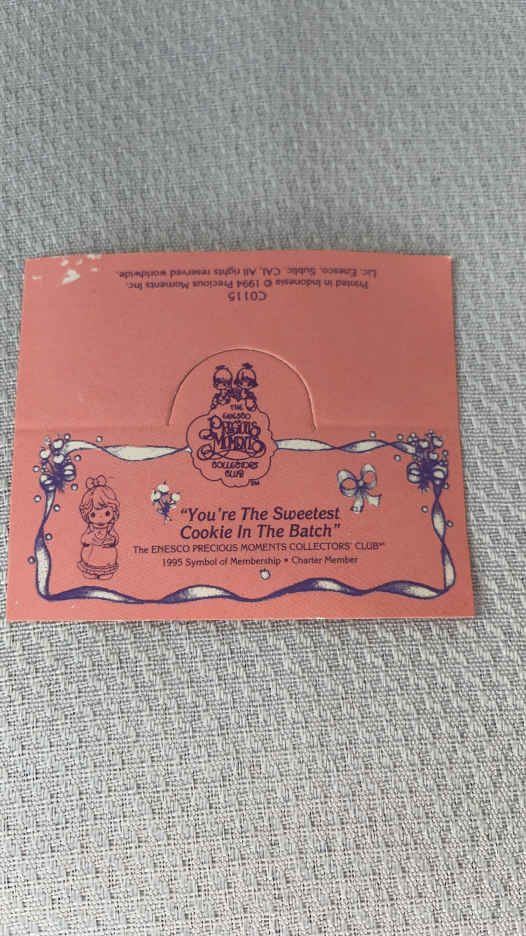 Lic. Enesco. Subtc. CAI. All rights reserved worldwide.
Printed in Indonesia © 1994 Precious Moments Inc.
C0115
THE
ENESCO
PRECIOUS
MOMENTS
COLLECTORS'
CLUB
"You're The Sweetest
Cookie In The Batch"
The ENESCO PRECIOUS MOMENTS COLLECTORS' CLUB℠
1995 Symbol of Membership • Charter Member